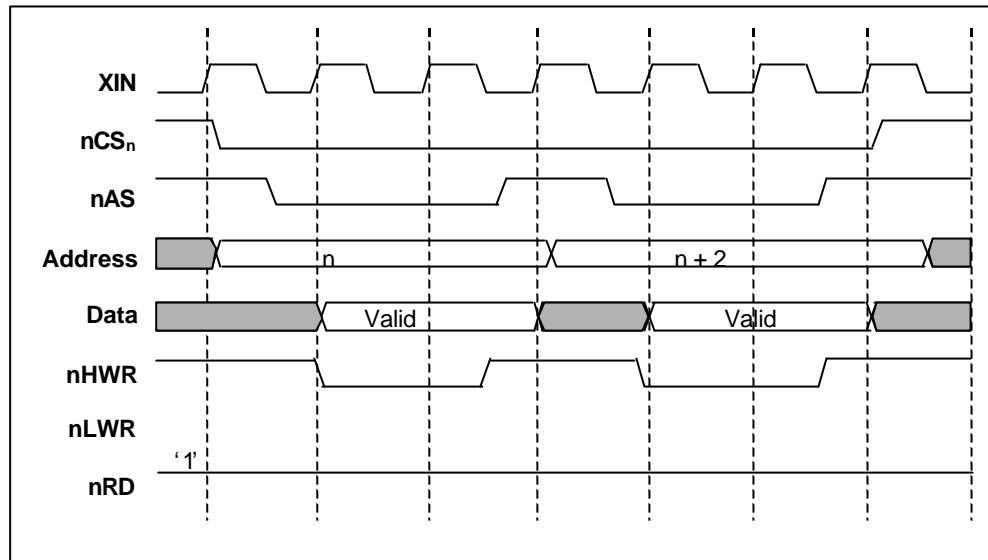 XIN
nCSn
nAS
Address n n + 2
Data Valid Valid
nHWR
nLWR
‘1’
nRD